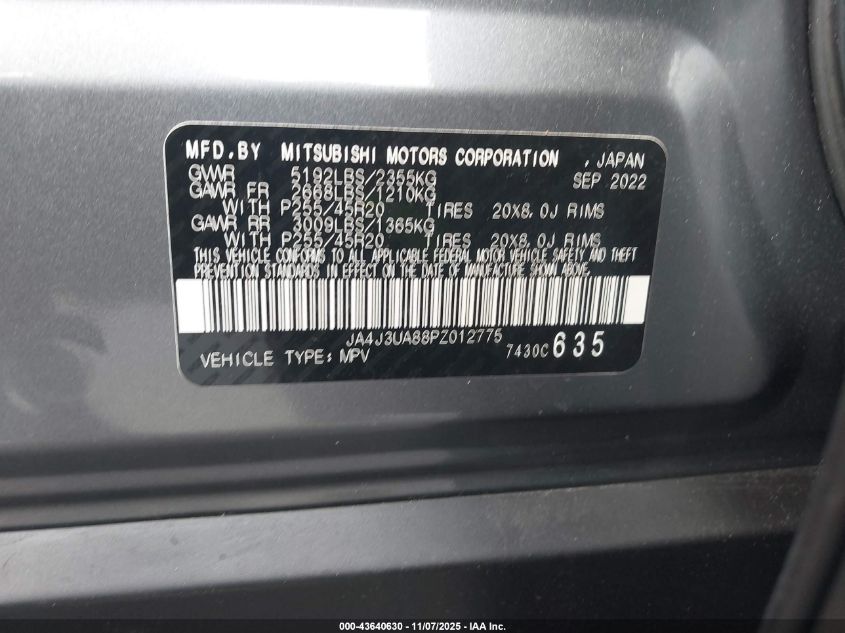 MFD.BY MITSUBISHI MOTORS CORPORATION , JAPAN
GVWR 5192LBS/2355KG SEP 2022
GAWR FR 2668LBS/1210KG
WITH P255/45R20 TIRES 20X8.0J RIMS
GAWR RR 3009LBS/1365KG
WITH P255/45R20 TIRES 20X8.0J RIMS
THIS VEHICLE CONFORMS TO ALL APPLICABLE FEDERAL MOTOR VEHICLE SAFETY AND THEFT
PREVENTION STANDARDS IN EFFECT ON THE DATE OF MANUFACTURE SHOWN ABOVE.
JA4J3UA88PZ012775
VEHICLE TYPE: MPV 7430C 635
000-43640630 - 11/07/2025 - IAA Inc.